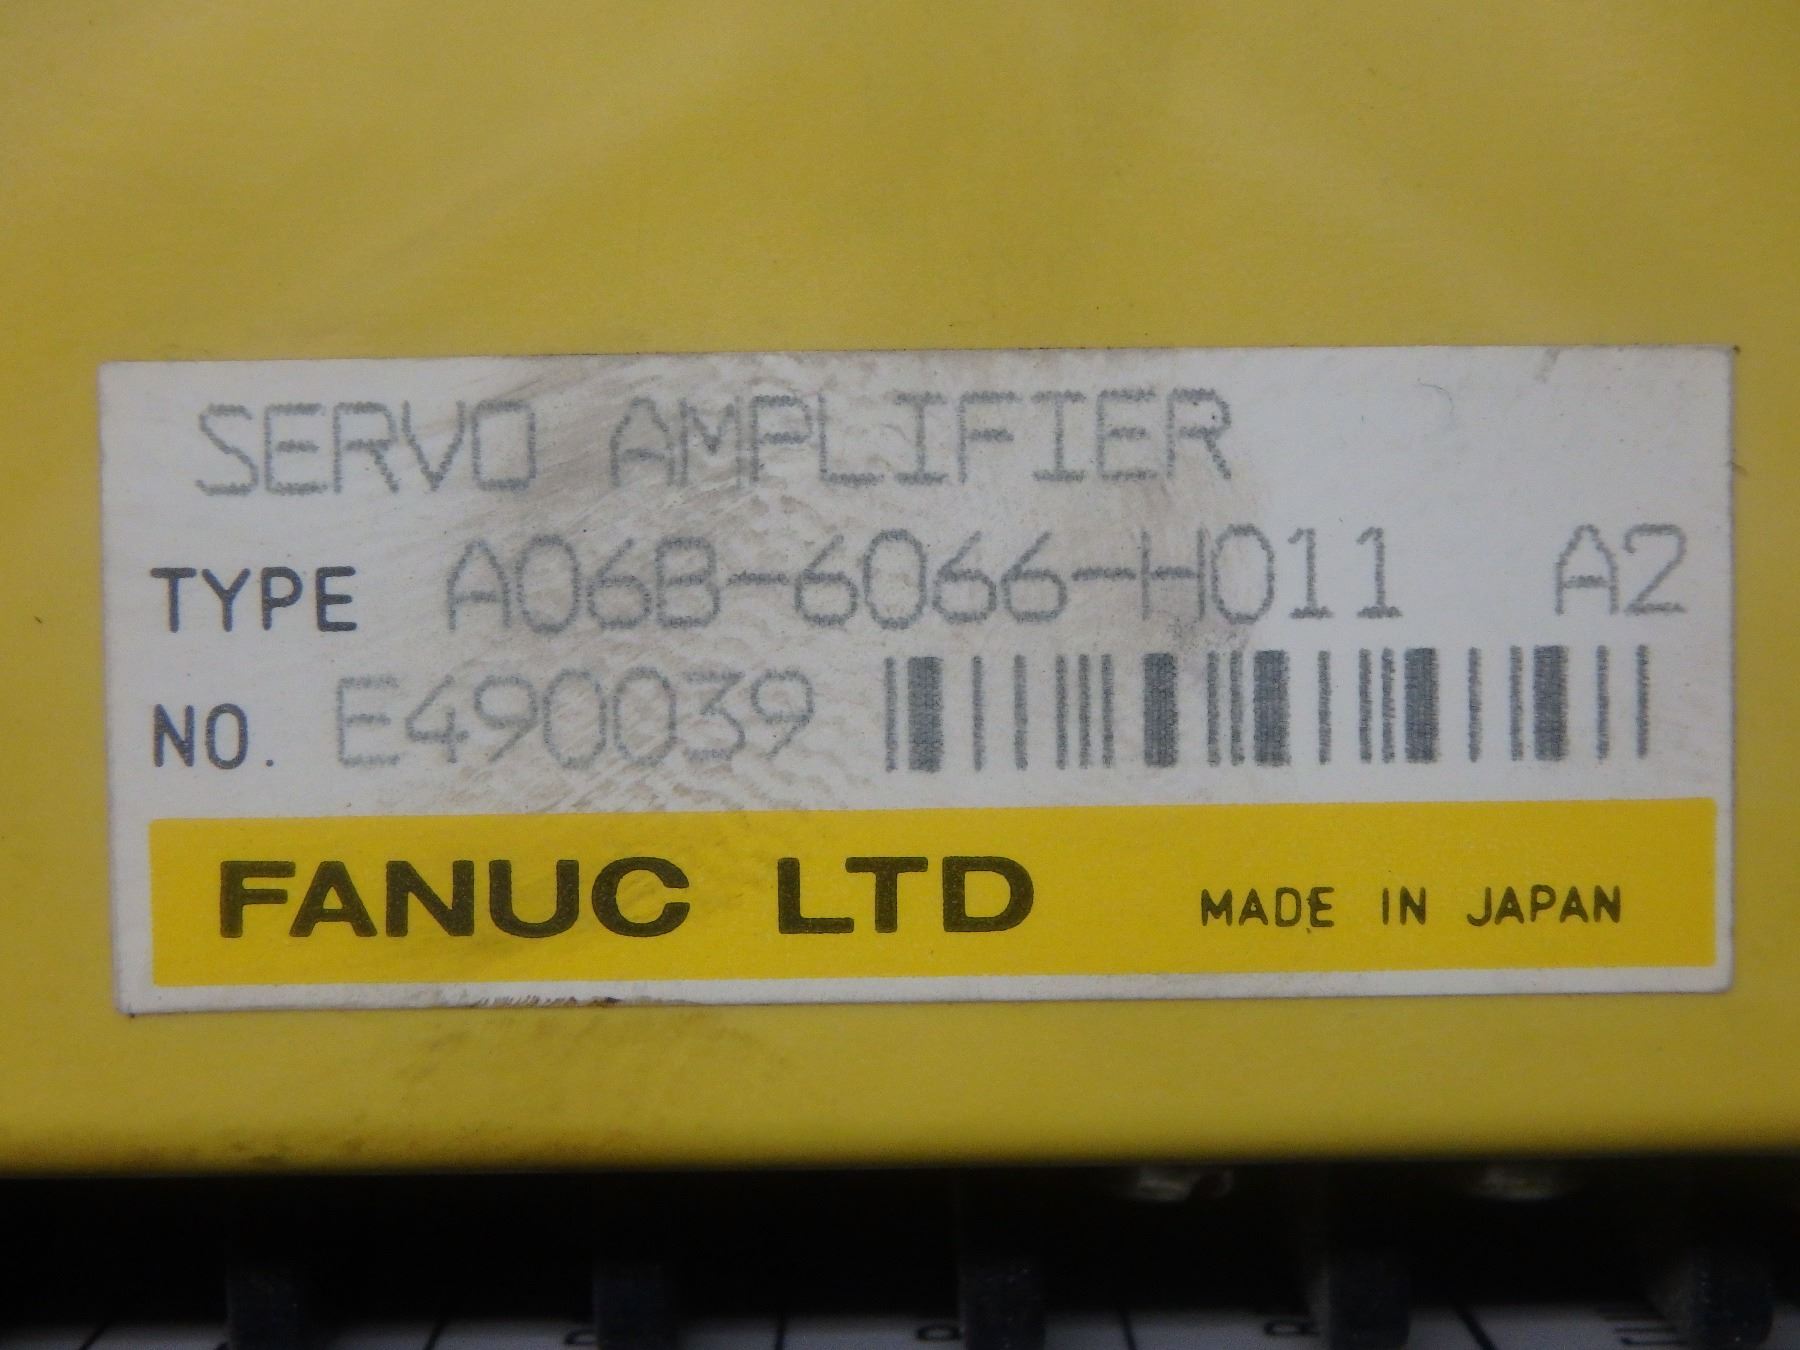 SERVO AMPLIFIER
TYPE A06B-6066-H011 A2
NO. E490039
FANUC LTD MADE IN JAPAN